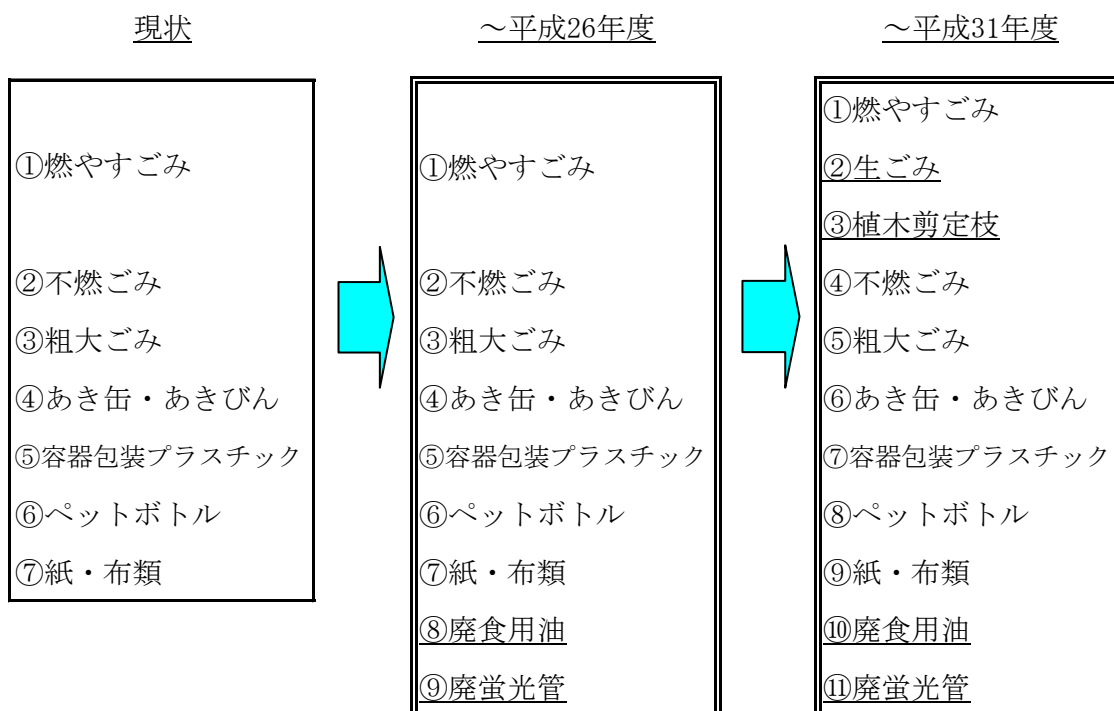 現状
①燃やすごみ
②不燃ごみ
③粗大ごみ
④あき缶・あきびん
⑤容器包装プラスチック
⑥ペットボトル
⑦紙・布類
～平成26年度
①燃やすごみ
②不燃ごみ
③粗大ごみ
④あき缶・あきびん
⑤容器包装プラスチック
⑥ペットボトル
⑦紙・布類
⑧廃食用油
⑨廃蛍光管
～平成31年度
①燃やすごみ
②生ごみ
③植木剪定枝
④不燃ごみ
⑤粗大ごみ
⑥あき缶・あきびん
⑦容器包装プラスチック
⑧ペットボトル
⑨紙・布類
⑩廃食用油
⑪廃蛍光管